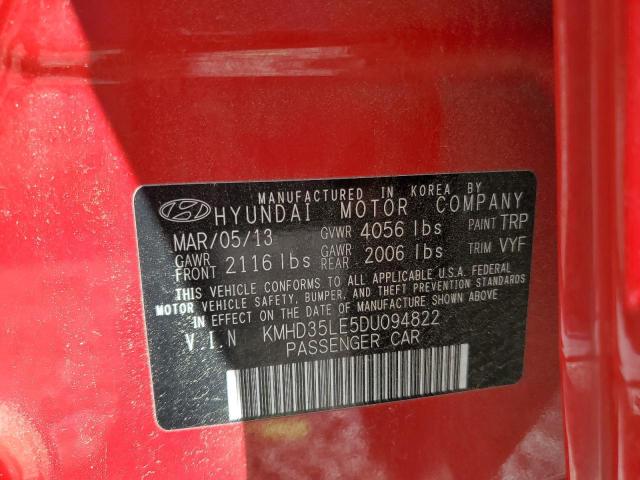 MANUFACTURED IN KOREA BY
HYUNDAI MOTOR COMPANY
MAR/05/13 GVWR 4056 lbs PAINT TRP
GAWR FRONT 2116 lbs GAWR REAR 2006 lbs TRIM VYF
THIS VEHICLE CONFORMS TO ALL APPLICABLE U.S.A. FEDERAL
MOTOR VEHICLE SAFETY, BUMPER, AND THEFT PREVENTION STANDARDS
IN EFFECT ON THE DATE OF MANUFACTURE SHOWN ABOVE.
V.I.N KMHD35LE5DU094822
PASSENGER CAR